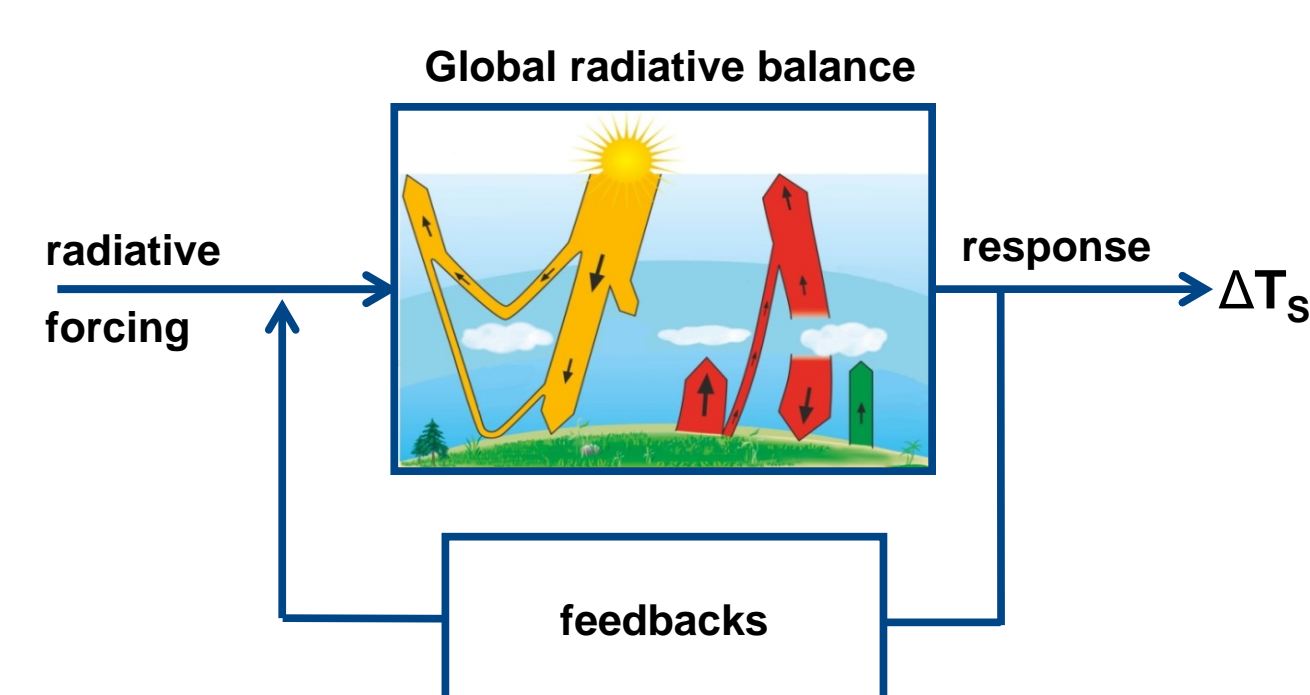 Global radiative balance
radiative
forcing
response
ΔTS
feedbacks